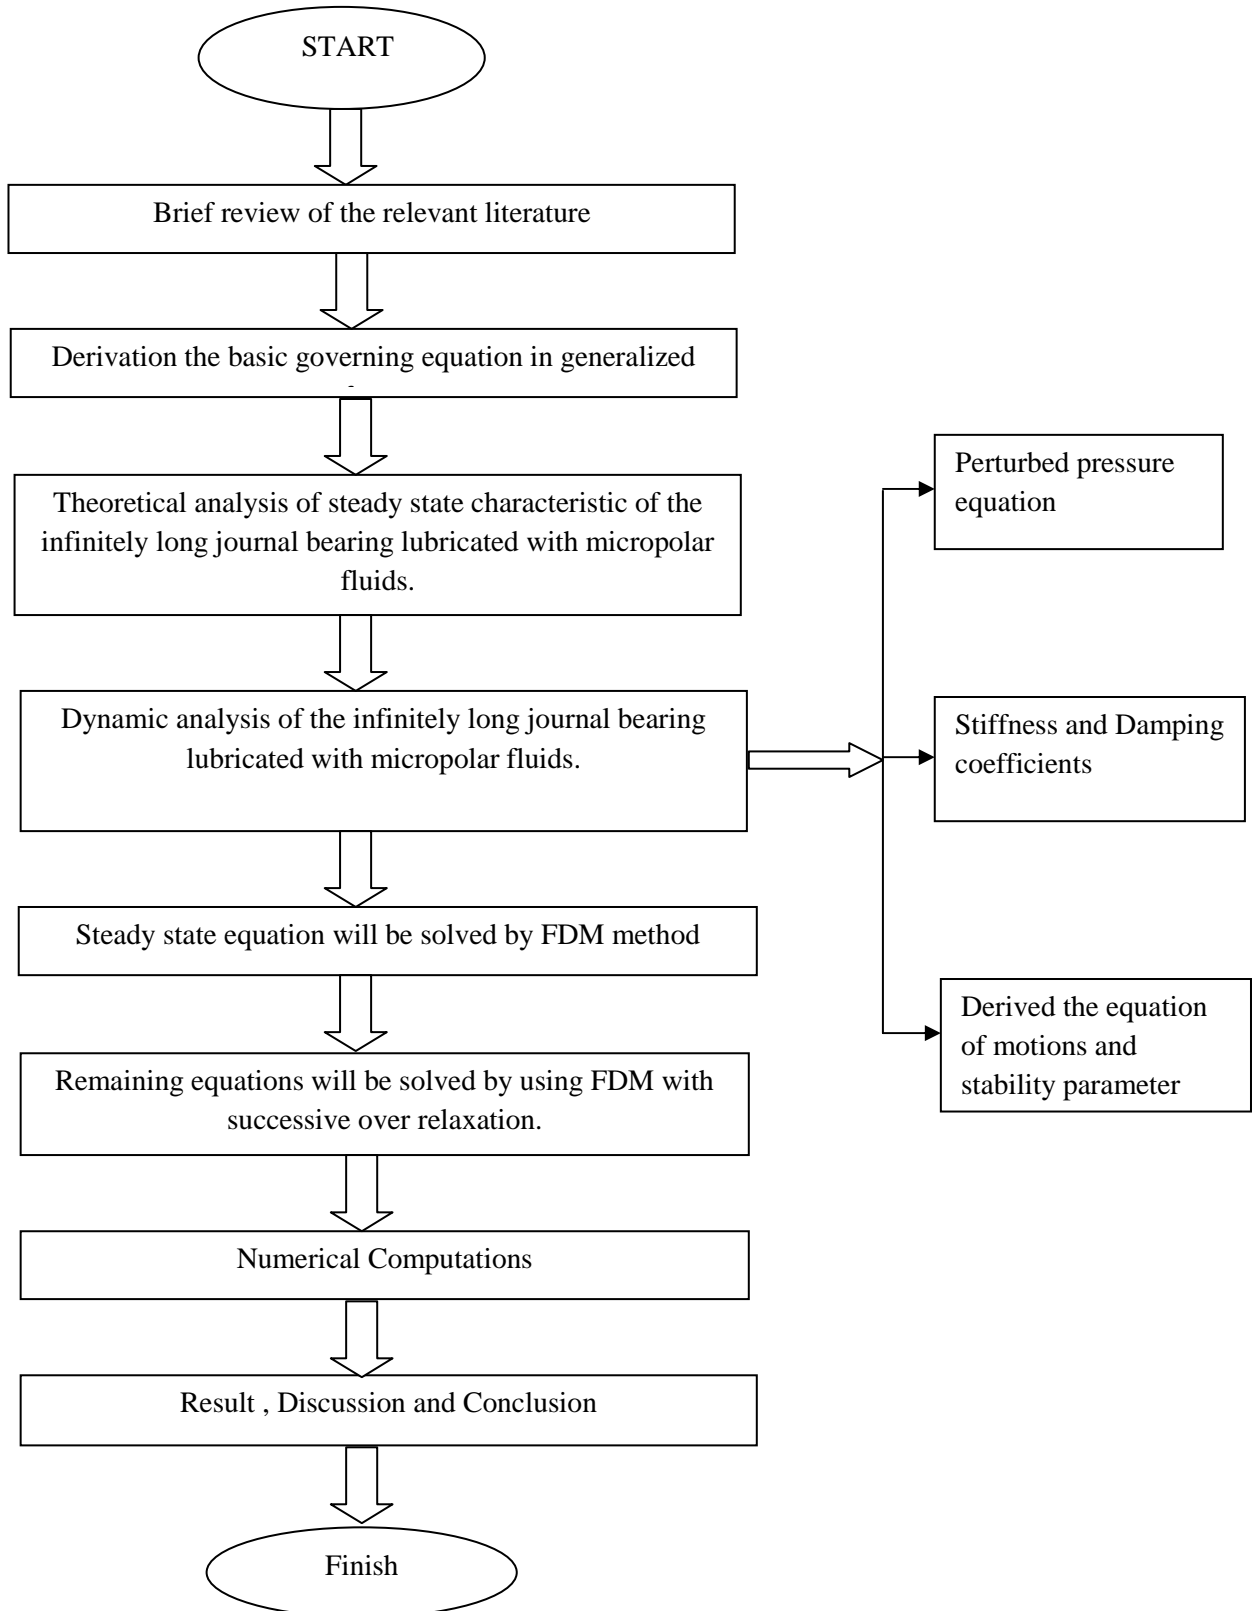 START
Brief review of the relevant literature
Derivation the basic governing equation in generalized
Theoretical analysis of steady state characteristic of the
infinitely long journal bearing lubricated with micropolar
fluids.
Dynamic analysis of the infinitely long journal bearing
lubricated with micropolar fluids.
Perturbed pressure
equation
Stiffness and Damping
coefficients
Derived the equation
of motions and
stability parameter
Steady state equation will be solved by FDM method
Remaining equations will be solved by using FDM with
successive over relaxation.
Numerical Computations
Result , Discussion and Conclusion
Finish